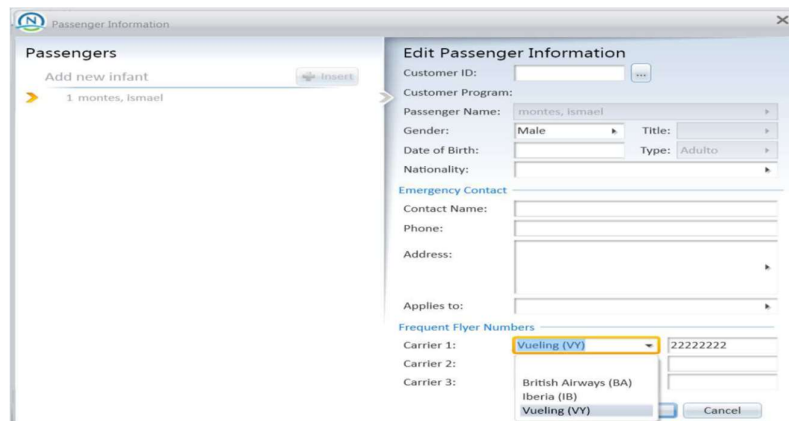 N Passenger Information
Passengers
Add new infant Insert
1 montes, ismael
Edit Passenger Information
Customer ID: ...
Customer Program:
Passenger Name: montes, ismael
Gender: Male Title:
Date of Birth: Type: Adulto
Nationality:
Emergency Contact
Contact Name:
Phone:
Address:
Applies to:
Frequent Flyer Numbers
Carrier 1: Vueling (VY) 22222222
Carrier 2:
Carrier 3:
British Airways (BA)
Iberia (IB)
Vueling (VY)
Cancel